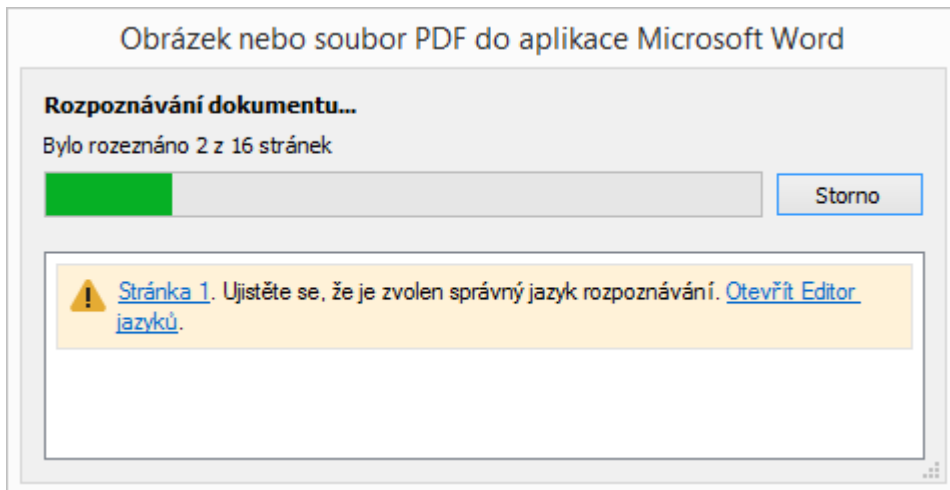 Obrázek nebo soubor PDF do aplikace Microsoft Word
Rozpoznávání dokumentu...
Bylo rozeznáno 2 z 16 stránek
Storno
Stránka 1. Ujistěte se, že je zvolen správný jazyk rozpoznávání. Otevřít Editor
jazyků.